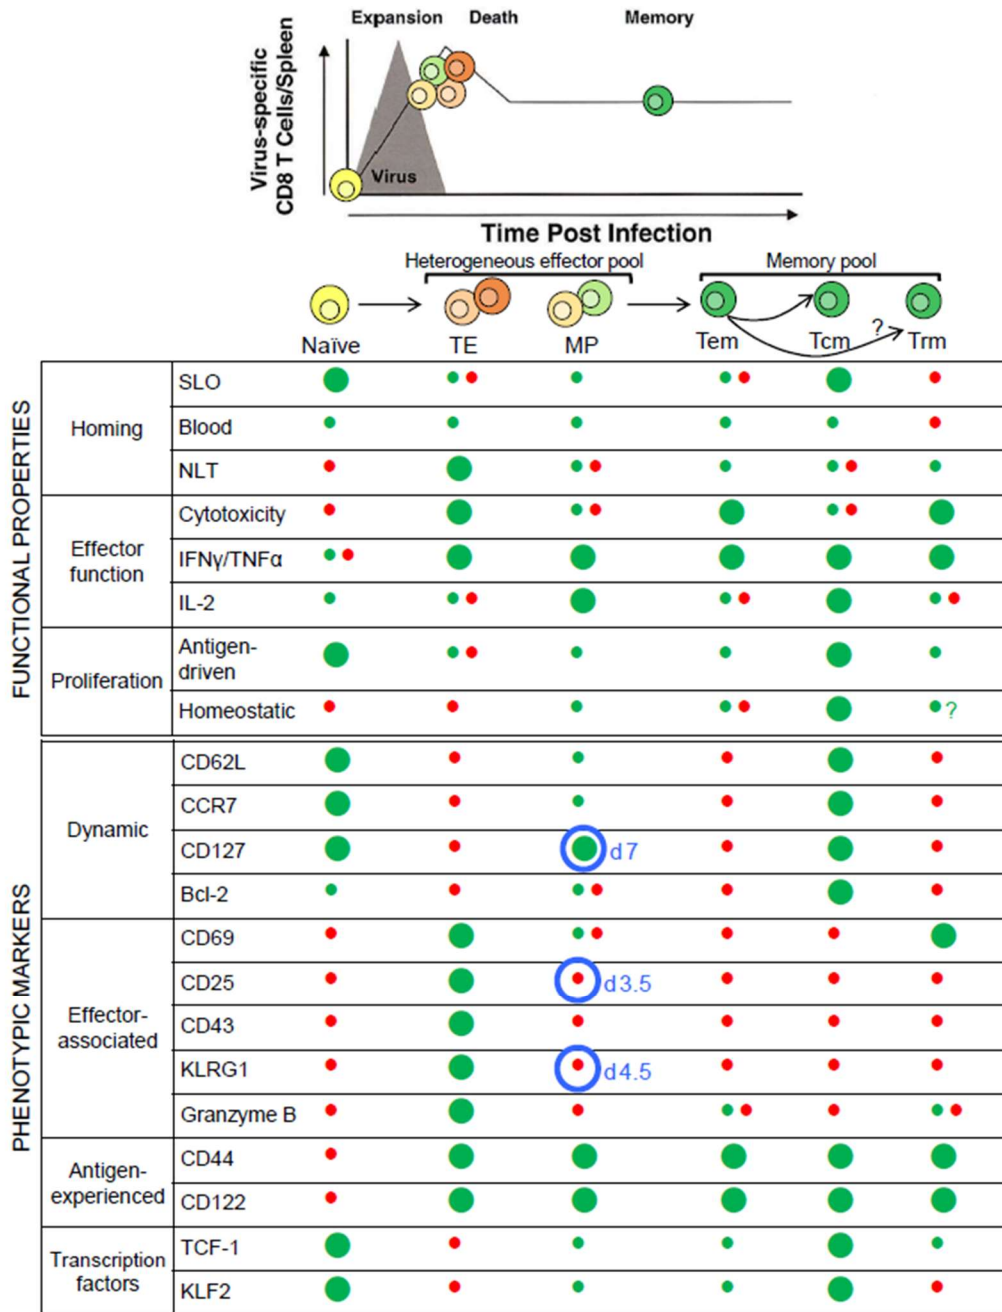 Expansion Death Memory
Virus-specific
CD8 T Cells/Spleen
Virus
Time Post Infection
Heterogeneous effector pool Memory pool
?
Naïve TE MP Tem Tcm Trm
FUNCTIONAL PROPERTIES
Homing
SLO
Blood
NLT
Effector
function
Cytotoxicity
IFNγ/TNFα
IL-2
Proliferation
Antigen-
driven
Homeostatic ?
PHENOTYPIC MARKERS
Dynamic
CD62L
CCR7
CD127 d7
Bcl-2
Effector-
associated
CD69
CD25 d3.5
CD43
KLRG1 d4.5
Granzyme B
Antigen-
experienced
CD44
CD122
Transcription
factors
TCF-1
KLF2